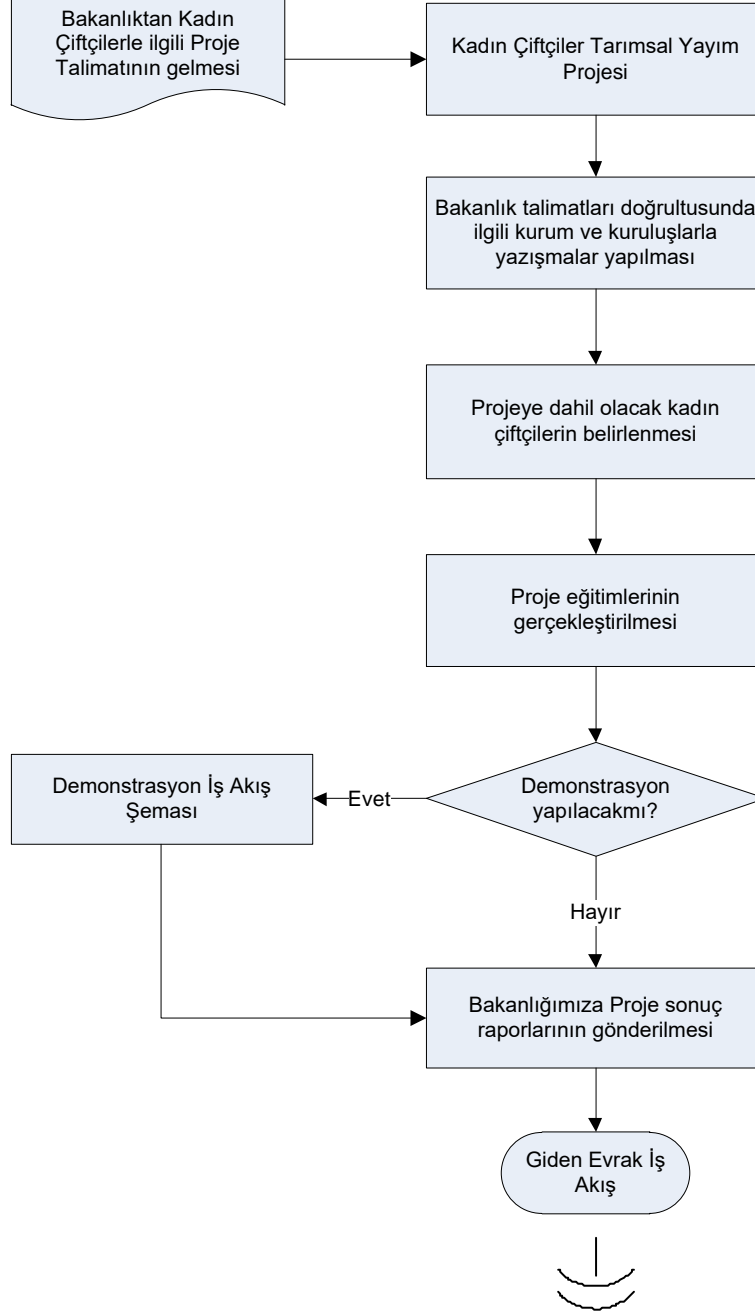 Bakanlıktan Kadın
Çiftçilerle ilgili Proje
Talimatının gelmesi
Kadın Çiftçiler Tarımsal Yayım
Projesi
Bakanlık talimatları doğrultusunda
ilgili kurum ve kuruluşlarla
yazışmalar yapılması
Projeye dahil olacak kadın
çiftçilerin belirlenmesi
Proje eğitimlerinin
gerçekleştirilmesi
Demonstrasyon
yapılacakmı?
Evet
Demonstrasyon İş Akış
Şeması
Hayır
Bakanlığımıza Proje sonuç
raporlarının gönderilmesi
Giden Evrak İş
Akış